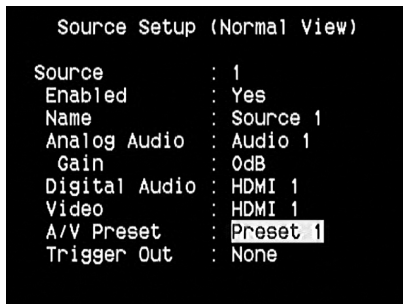 Source Setup (Normal View)
Source : 1
Enabled : Yes
Name : Source 1
Analog Audio : Audio 1
Gain : 0dB
Digital Audio : HDMI 1
Video : HDMI 1
A/V Preset : Preset 1
Trigger Out : None